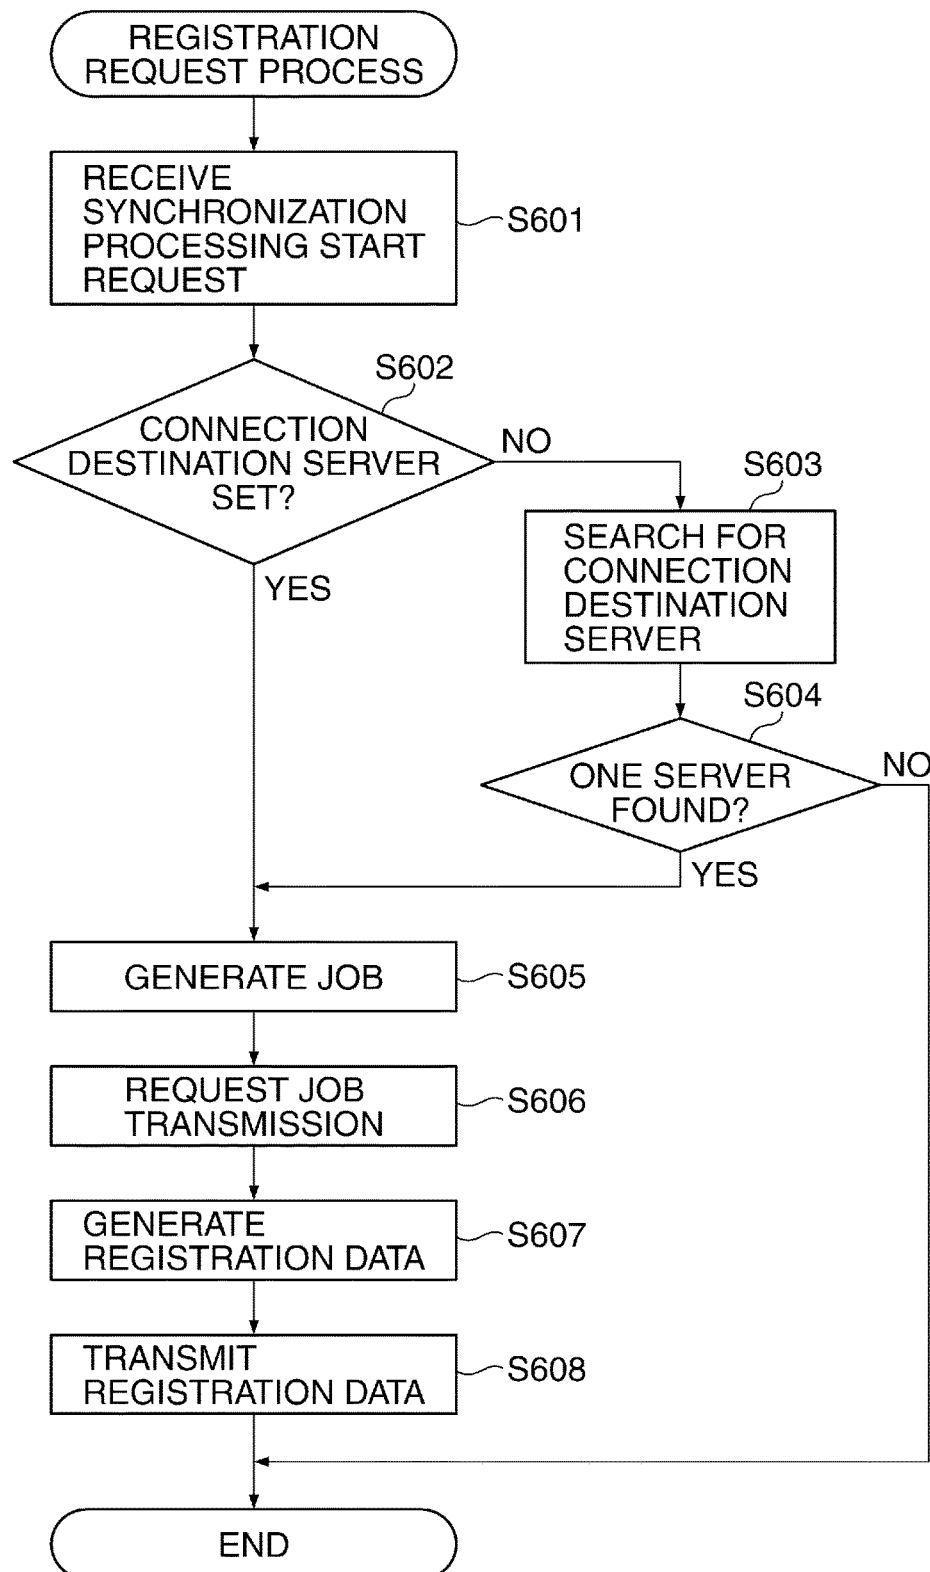 REGISTRATION
REQUEST PROCESS
RECEIVE
SYNCHRONIZATION
PROCESSING START
REQUEST
S601
S602
CONNECTION
DESTINATION SERVER
SET?
NO
YES
S603
SEARCH FOR
CONNECTION
DESTINATION
SERVER
S604
ONE SERVER
FOUND?
NO
YES
GENERATE JOB
S605
REQUEST JOB
TRANSMISSION
S606
GENERATE
REGISTRATION DATA
S607
TRANSMIT
REGISTRATION DATA
S608
END